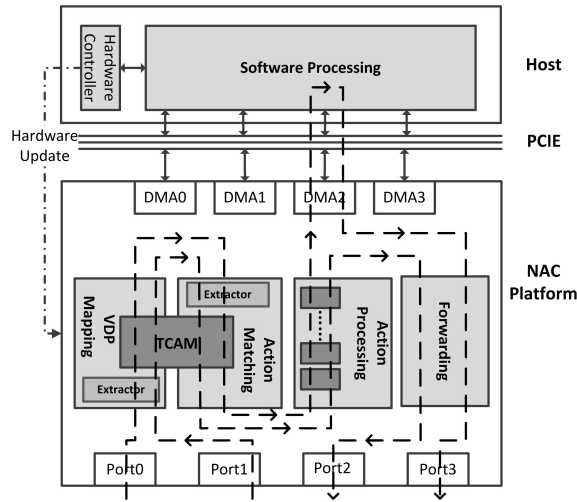 Hardware
Controller
Software Processing
Host
Hardware
Update
PCIE
DMA0
DMA1
DMA2
DMA3
NAC
Platform
VDP
Mapping
Extractor
TCAM
Extractor
Action
Matching
Action
Processing
Forwarding
Port0
Port1
Port2
Port3